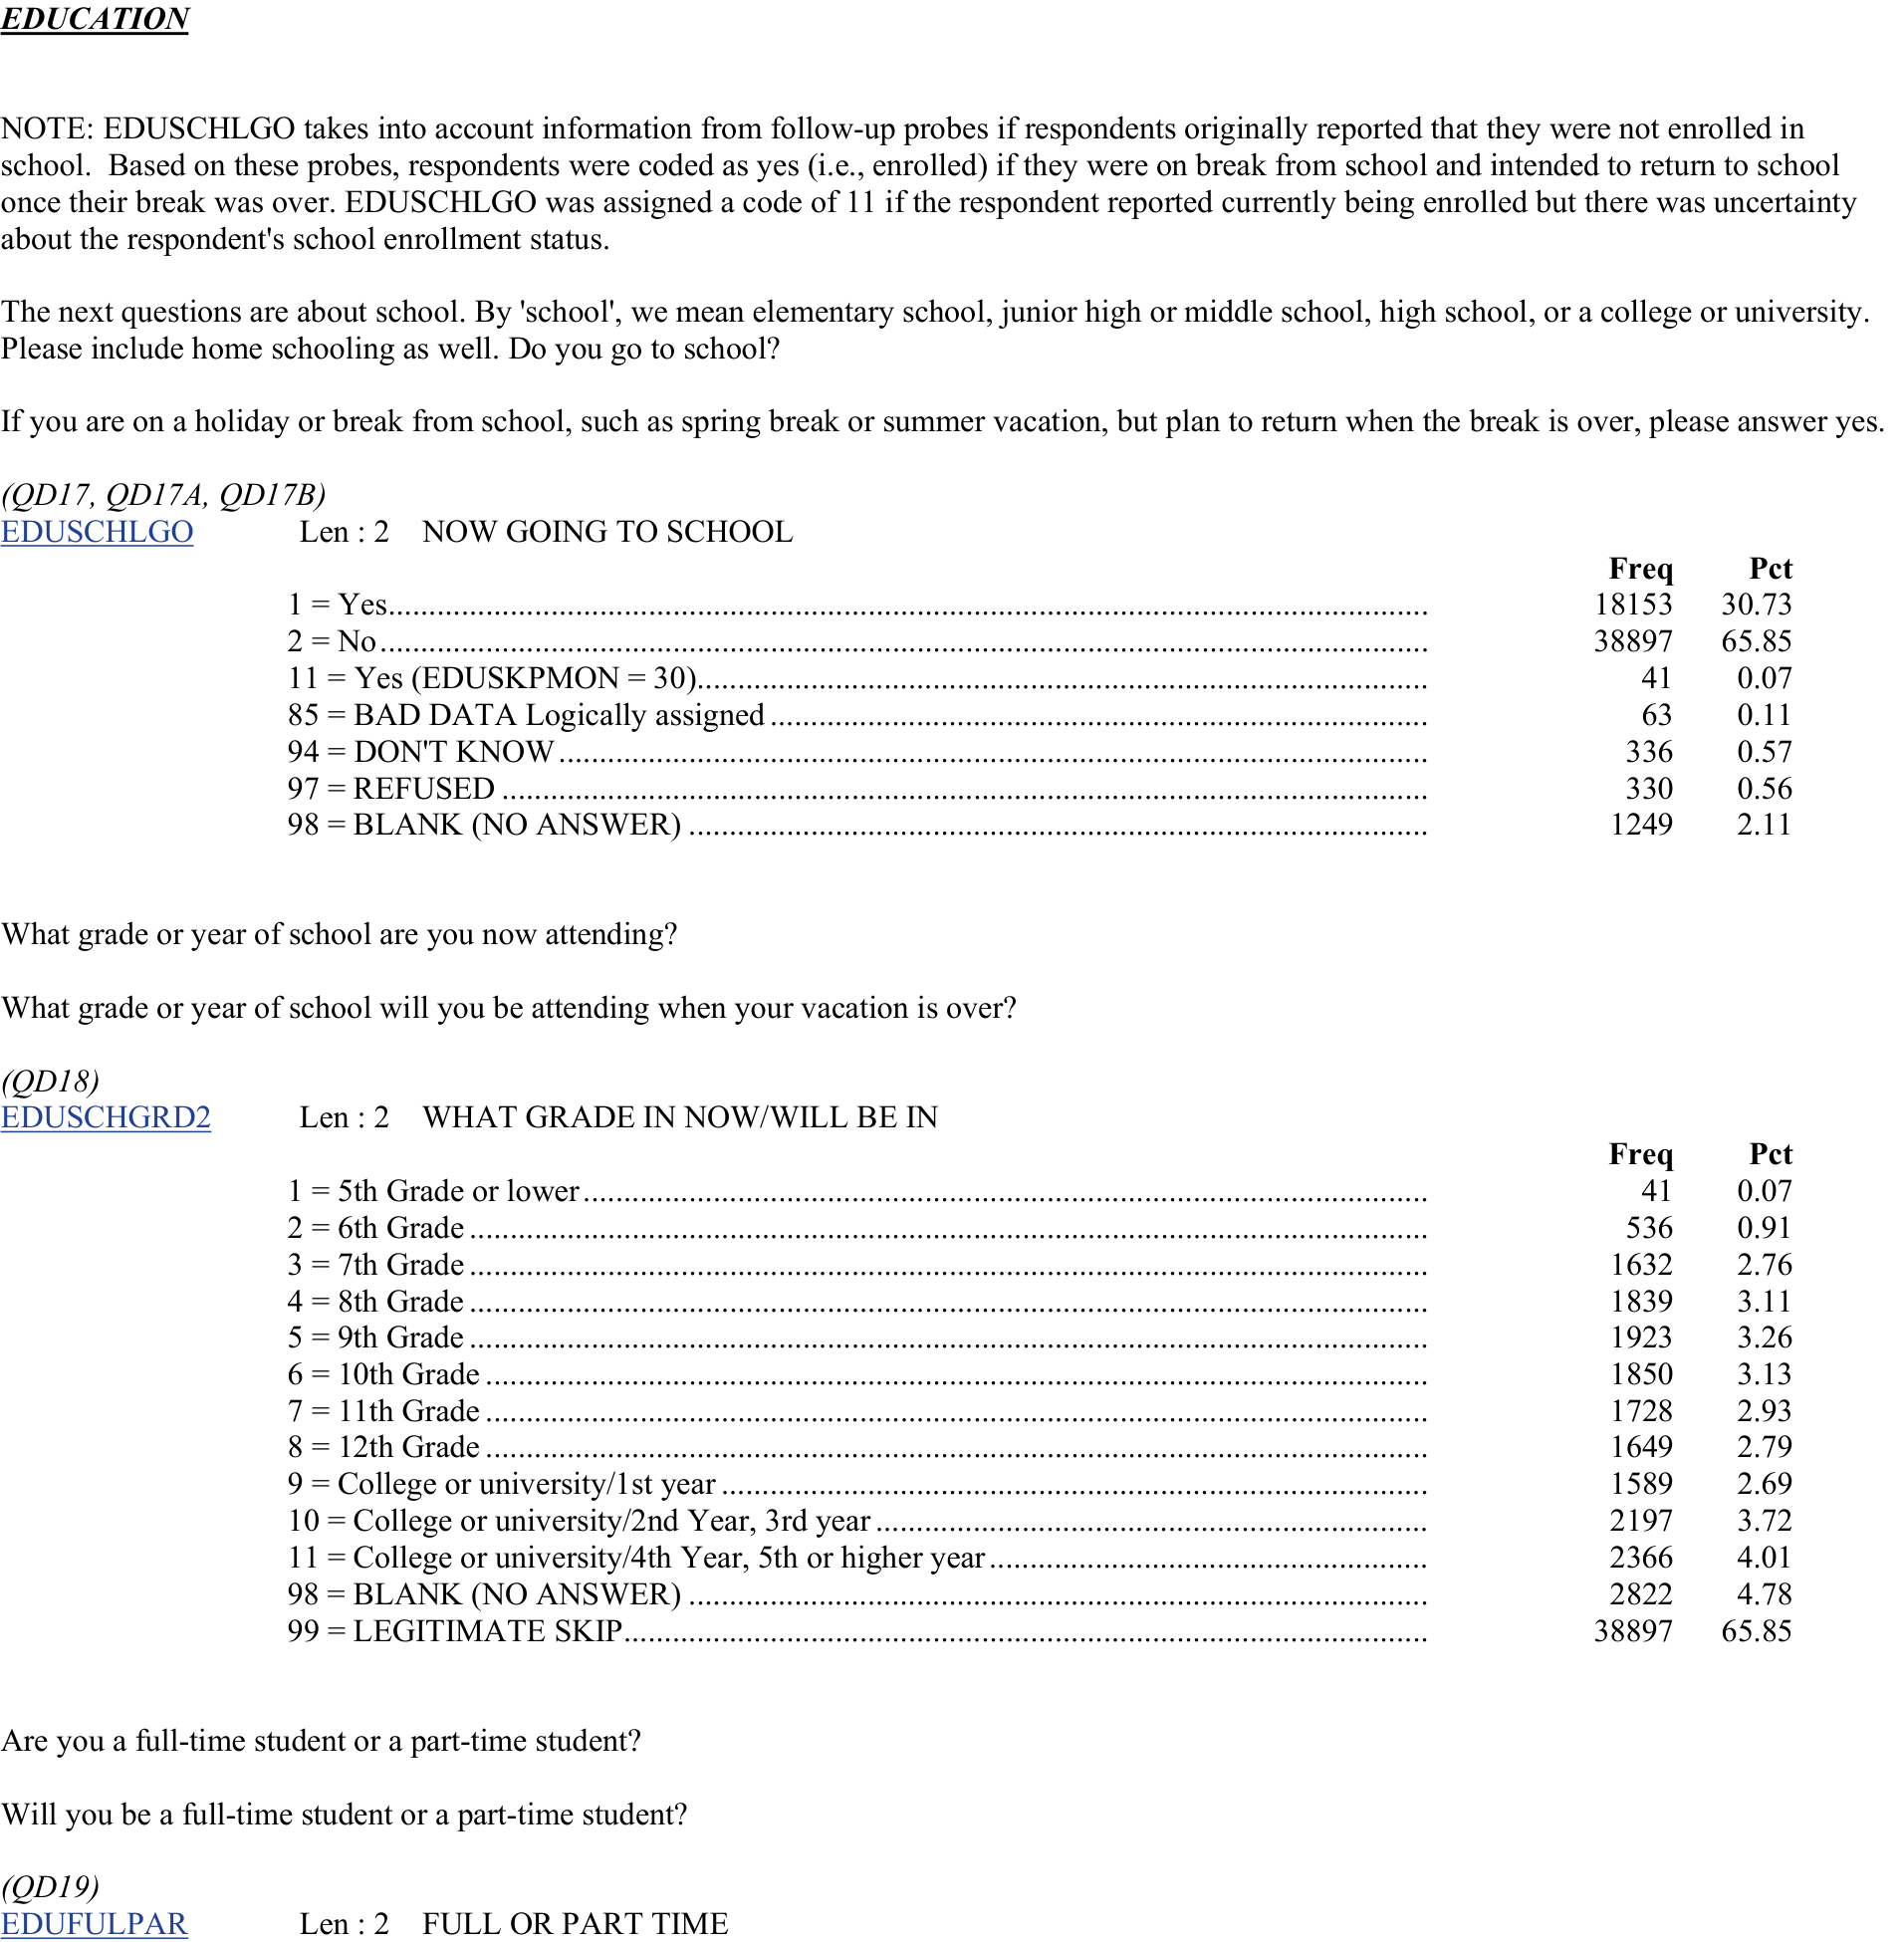 EDUCATION
NOTE: EDUSCHLGO takes into account information from follow-up probes if respondents originally reported that they were not enrolled in
school.  Based on these probes, respondents were coded as yes (i.e., enrolled) if they were on break from school and intended to return to school
once their break was over. EDUSCHLGO was assigned a code of 11 if the respondent reported currently being enrolled but there was uncertainty
about the respondent's school enrollment status.
The next questions are about school. By 'school', we mean elementary school, junior high or middle school, high school, or a college or university.
Please include home schooling as well. Do you go to school?
If you are on a holiday or break from school, such as spring break or summer vacation, but plan to return when the break is over, please answer yes.
(QD17, QD17A, QD17B)
EDUSCHLGO Len : 2 NOW GOING TO SCHOOL
Freq Pct
1 = Yes........ 18153 30.73
2 = No........ 38897 65.85
11 = Yes (EDUSKPMON = 30)........ 41 0.07
85 = BAD DATA Logically assigned........ 63 0.11
94 = DON'T KNOW........ 336 0.57
97 = REFUSED........ 330 0.56
98 = BLANK (NO ANSWER)........ 1249 2.11
What grade or year of school are you now attending?
What grade or year of school will you be attending when your vacation is over?
(QD18)
EDUSCHGRD2 Len : 2 WHAT GRADE IN NOW/WILL BE IN
Freq Pct
1 = 5th Grade or lower........ 41 0.07
2 = 6th Grade........ 536 0.91
3 = 7th Grade........ 1632 2.76
4 = 8th Grade........ 1839 3.11
5 = 9th Grade........ 1923 3.26
6 = 10th Grade........ 1850 3.13
7 = 11th Grade........ 1728 2.93
8 = 12th Grade........ 1649 2.79
9 = College or university/1st year........ 1589 2.69
10 = College or university/2nd Year, 3rd year........ 2197 3.72
11 = College or university/4th Year, 5th or higher year........ 2366 4.01
98 = BLANK (NO ANSWER)........ 2822 4.78
99 = LEGITIMATE SKIP........ 38897 65.85
Are you a full-time student or a part-time student?
Will you be a full-time student or a part-time student?
(QD19)
EDUFULPAR Len : 2 FULL OR PART TIME